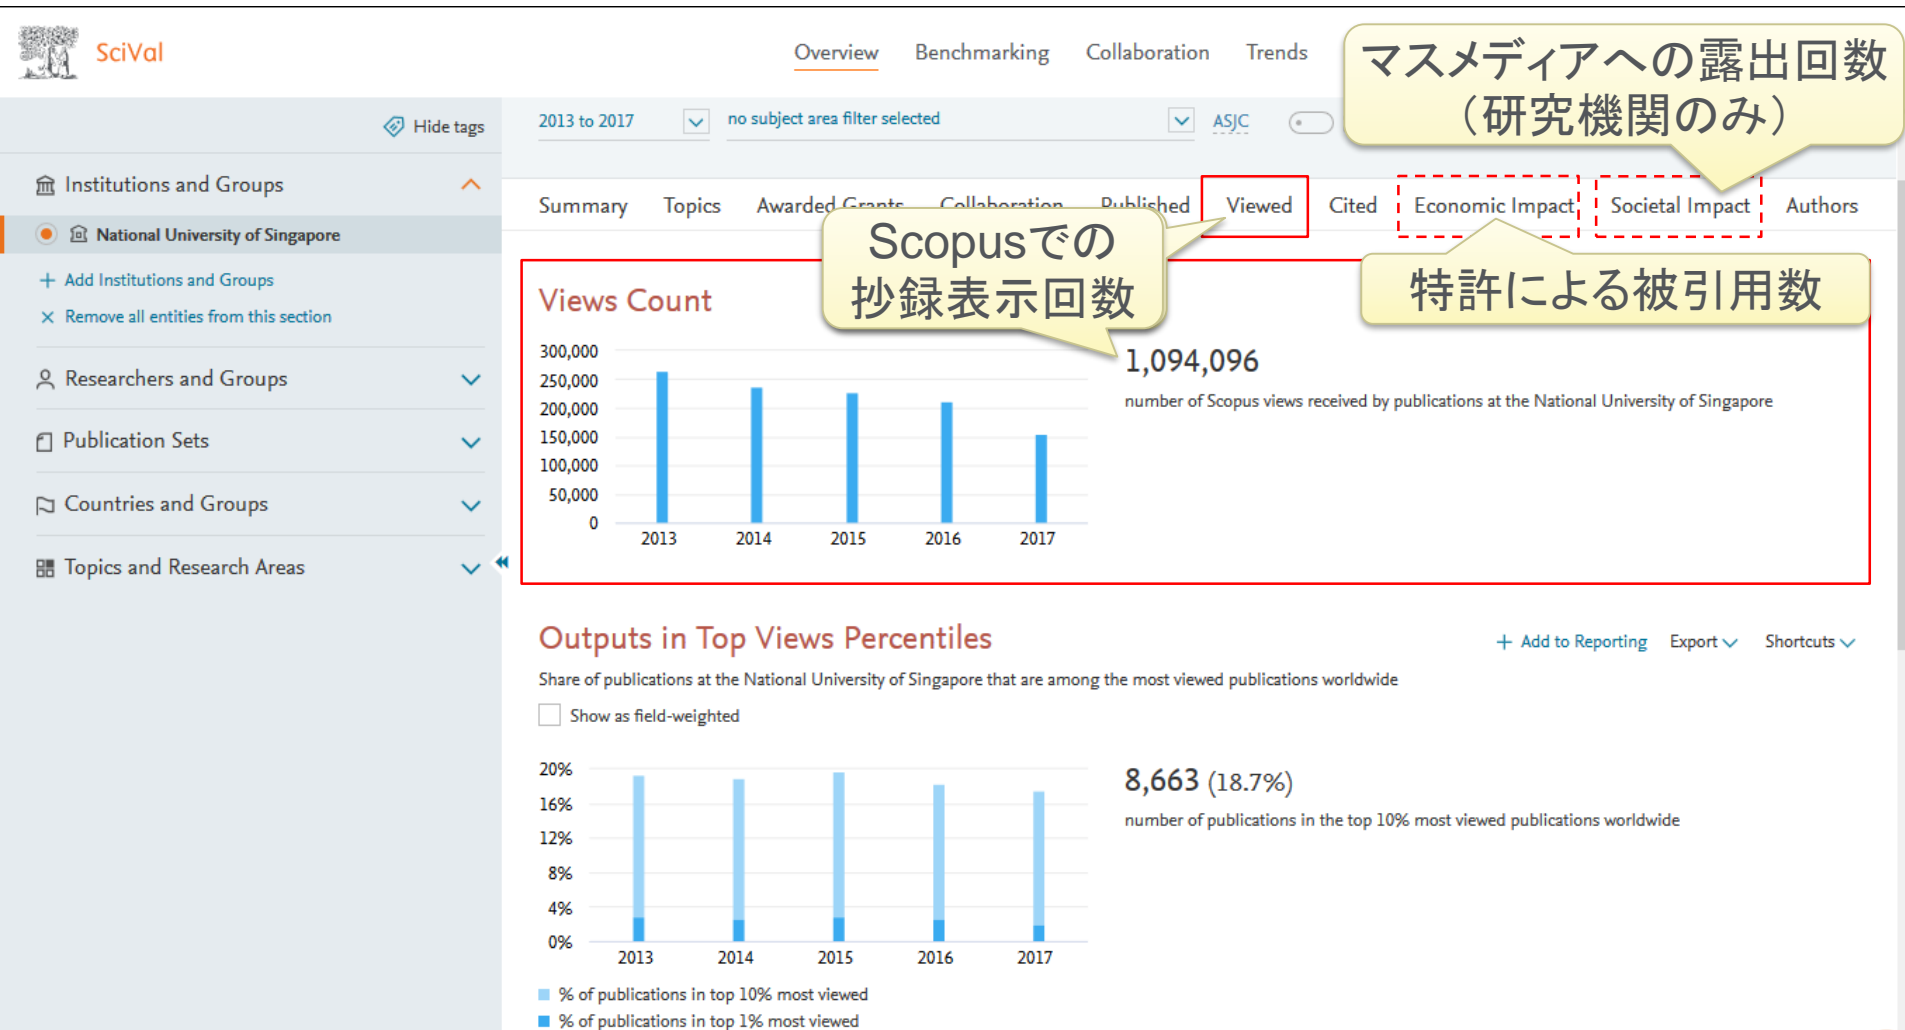 SciVal
Overview Benchmarking Collaboration Trends
マスメディアへの露出回数
（研究機関のみ）
Hide tags
2013 to 2017
no subject area filter selected
ASJC
Institutions and Groups
National University of Singapore
+ Add Institutions and Groups
× Remove all entities from this section
Researchers and Groups
Publication Sets
Countries and Groups
Topics and Research Areas
Summary Topics Awarded Grants Collaboration Published Viewed Cited Economic Impact Societal Impact Authors
Scopusでの
抄録表示回数
特許による被引用数
Views Count
300,000
250,000
200,000
150,000
100,000
50,000
0
2013 2014 2015 2016 2017
1,094,096
number of Scopus views received by publications at the National University of Singapore
Outputs in Top Views Percentiles
+ Add to Reporting Export Shortcuts
Share of publications at the National University of Singapore that are among the most viewed publications worldwide
Show as field-weighted
20%
16%
12%
8%
4%
0%
2013 2014 2015 2016 2017
8,663 (18.7%)
number of publications in the top 10% most viewed publications worldwide
% of publications in top 10% most viewed
% of publications in top 1% most viewed